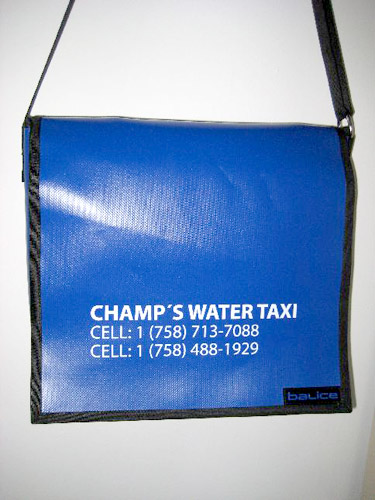 CHAMP´S WATER TAXI
CELL: 1 (758) 713-7088
CELL: 1 (758) 488-1929
balice